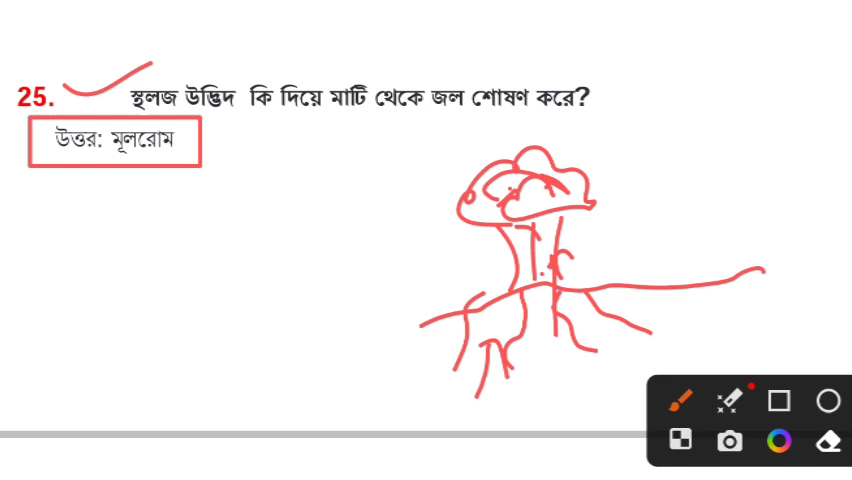 25. স্থলজ উদ্ভিদ কি দিয়ে মাটি থেকে জল শোষণ করে?
উত্তর: মূলরোম